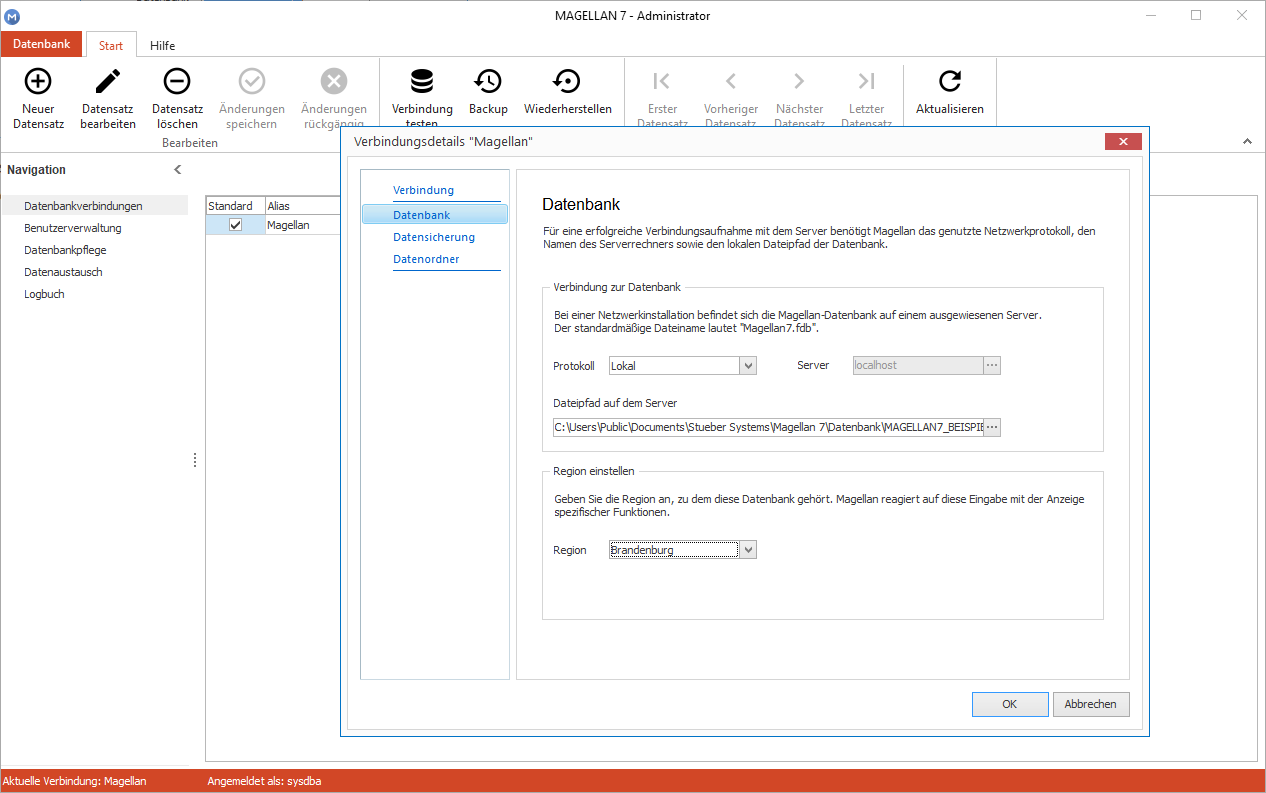 MAGELLAN 7 - Administrator
Datenbank Start Hilfe
Neuer Datensatz
Datensatz bearbeiten
Datensatz löschen
Änderungen speichern
Änderungen rückgängig
Verbindung testen
Backup
Wiederherstellen
Erster Datensatz
Vorheriger Datensatz
Nächster Datensatz
Letzter Datensatz
Aktualisieren
Bearbeiten
Navigation
Datenbankverbindungen
Benutzerverwaltung
Datenbankpflege
Datenaustausch
Logbuch
Standard Alias
Magellan
Verbindungsdetails "Magellan"
Verbindung
Datenbank
Datensicherung
Datenordner
Datenbank
Für eine erfolgreiche Verbindungsaufnahme mit dem Server benötigt Magellan das genutzte Netzwerkprotokoll, den
Namen des Serverrechners sowie den lokalen Dateipfad der Datenbank.
Verbindung zur Datenbank
Bei einer Netzwerkinstallation befindet sich die Magellan-Datenbank auf einem ausgewiesenen Server.
Der standardmäßige Dateiname lautet "Magellan7.fdb".
Protokoll Lokal Server localhost
Dateipfad auf dem Server
C:\Users\Public\Documents\Stueber Systems\Magellan 7\Datenbank\MAGELLAN7_BEISPIE
Region einstellen
Geben Sie die Region an, zu dem diese Datenbank gehört. Magellan reagiert auf diese Eingabe mit der Anzeige
spezifischer Funktionen.
Region Brandenburg
OK Abbrechen
Aktuelle Verbindung: Magellan Angemeldet als: sysdba